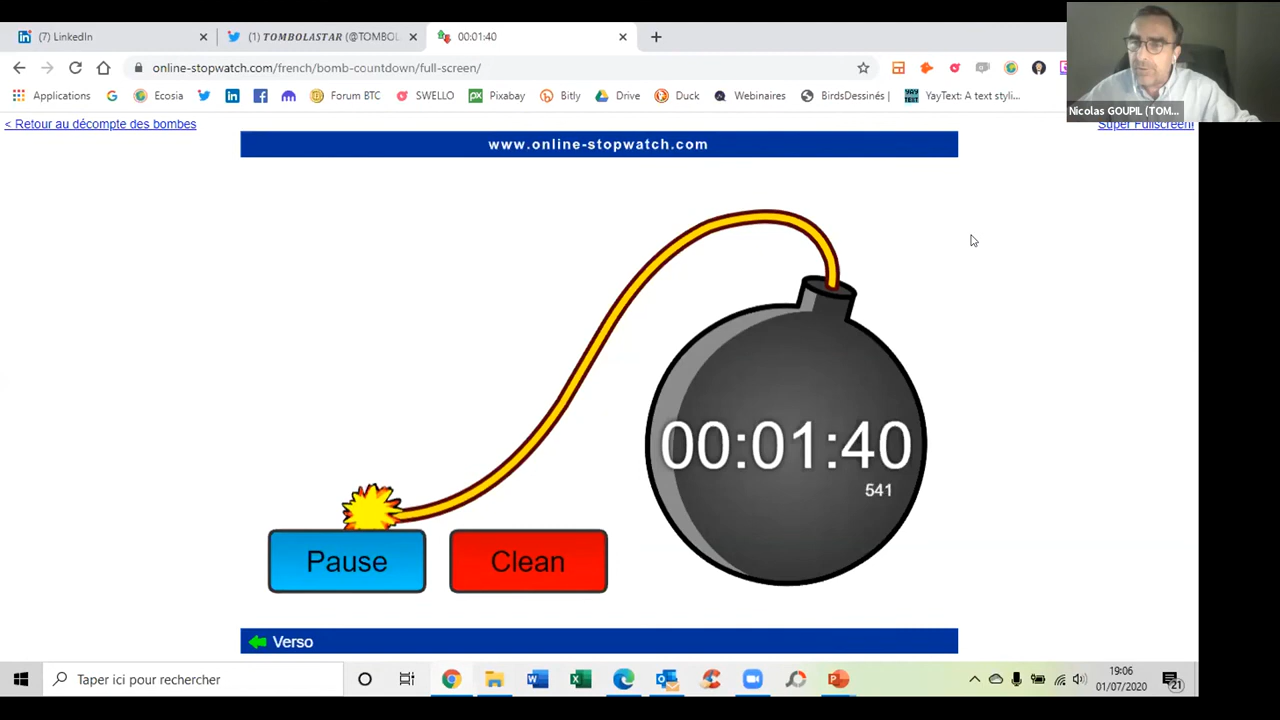 (7) LinkedIn
(1) 𝑻𝑶𝑴𝑩𝑶𝑳𝑨𝑺𝑻𝑨𝑹 (@TOMBOL
00:01:40
online-stopwatch.com/french/bomb-countdown/full-screen/
Applications
Ecosia
Forum BTC
SWELLO
px
Pixabay
Bitly
Drive
Duck
Webinaires
BirdsDessinés |
YAY TEXT
YayText: A text styli...
Nicolas GOUPIL (TOM...
< Retour au décompte des bombes
Super Fullscreen!
www.online-stopwatch.com
00:01:40
541
Pause
Clean
Verso
Taper ici pour rechercher
19:06
01/07/2020
21